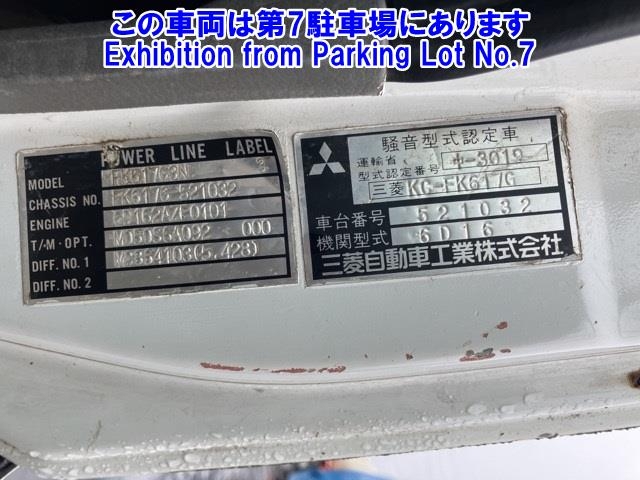 この車両は第7駐車場にあります
Exhibition from Parking Lot No.7
POWER LINE LABEL
MODEL
CHASSIS NO. FK617G-521032
ENGINE
T/M・OPT. 000
DIFF. NO. 1 (5.428)
DIFF. NO. 2
騒音型式認定車
運輸省 中-3019
型式認定番号
三菱 KC-FK617G
車台番号 521032
機関型式 6D16
三菱自動車工業株式会社